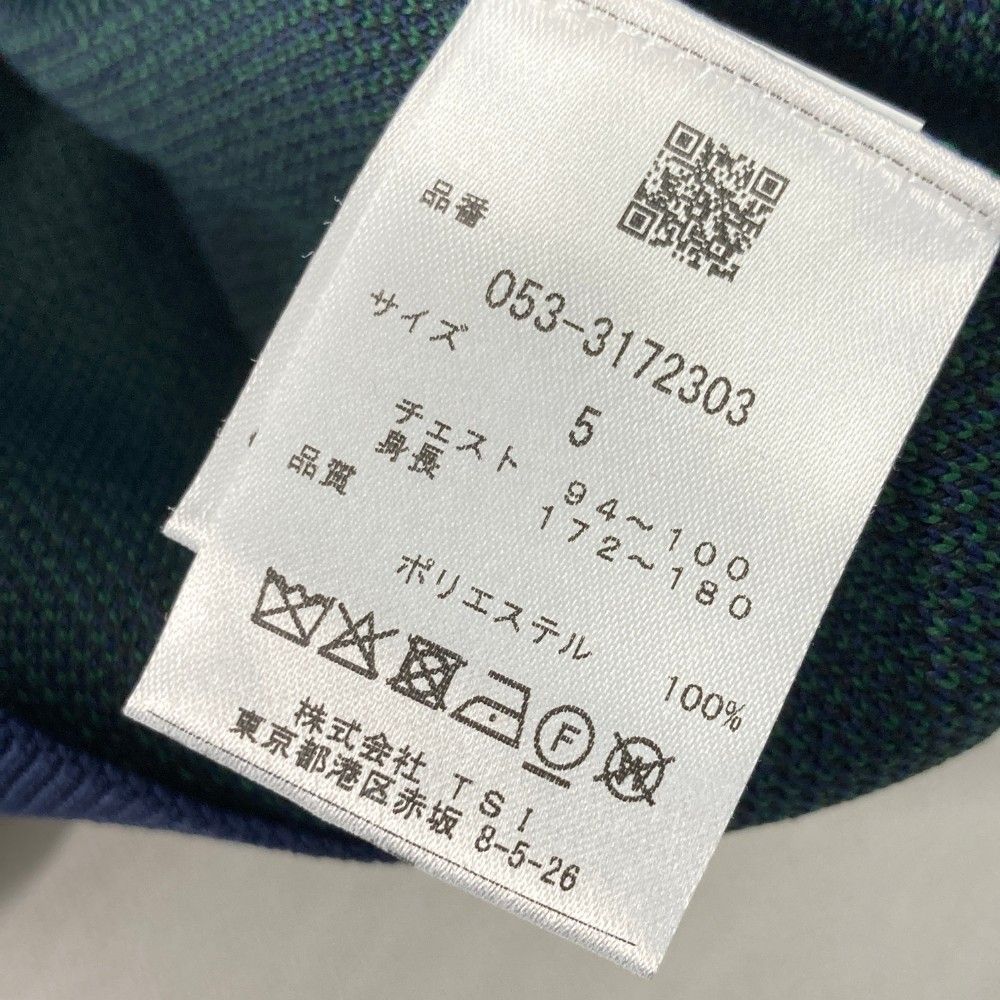 品番
053-3172303
サイズ
5
チェスト 94～100
身長 172～180
品質
ポリエステル 100%
F
株式会社 TSI
東京都港区赤坂 8-5-26